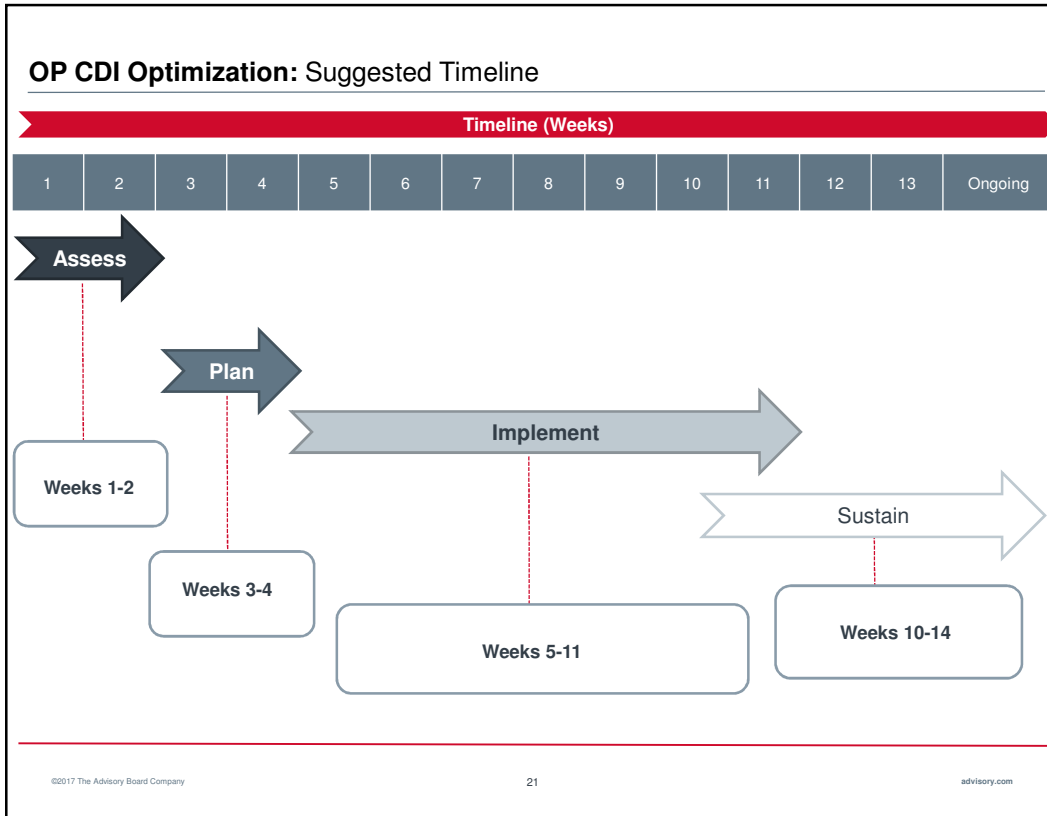 OP CDI Optimization: Suggested Timeline
Timeline (Weeks)
1 2 3 4 5 6 7 8 9 10 11 12 13 Ongoing
Assess
Plan
Implement
Weeks 1-2
Sustain
Weeks 3-4
Weeks 5-11
Weeks 10-14
©2017 The Advisory Board Company
21
advisory.com